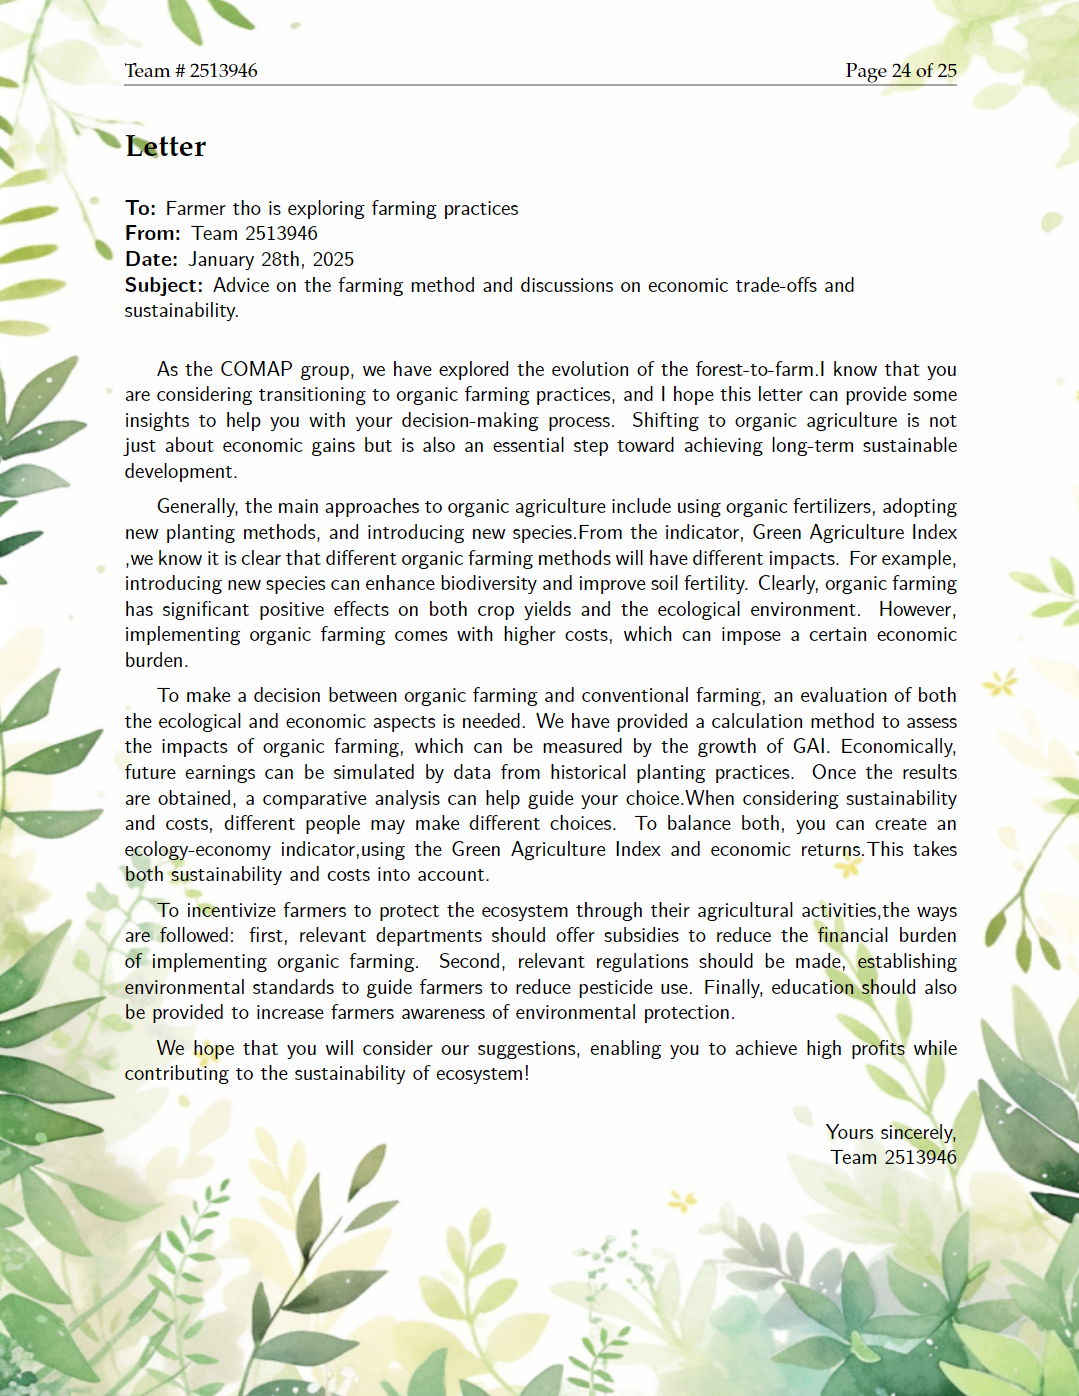 Team # 2513946
Page 24 of 25
Letter
To: Farmer tho is exploring farming practices
From: Team 2513946
Date: January 28th, 2025
Subject: Advice on the farming method and discussions on economic trade-offs and
sustainability.
As the COMAP group, we have explored the evolution of the forest-to-farm.I know that you
are considering transitioning to organic farming practices, and I hope this letter can provide some
insights to help you with your decision-making process. Shifting to organic agriculture is not
just about economic gains but is also an essential step toward achieving long-term sustainable
development.
Generally, the main approaches to organic agriculture include using organic fertilizers, adopting
new planting methods, and introducing new species.From the indicator, Green Agriculture Index
,we know it is clear that different organic farming methods will have different impacts. For example,
introducing new species can enhance biodiversity and improve soil fertility. Clearly, organic farming
has significant positive effects on both crop yields and the ecological environment. However,
implementing organic farming comes with higher costs, which can impose a certain economic
burden.
To make a decision between organic farming and conventional farming, an evaluation of both
the ecological and economic aspects is needed. We have provided a calculation method to assess
the impacts of organic farming, which can be measured by the growth of GAI. Economically,
future earnings can be simulated by data from historical planting practices. Once the results
are obtained, a comparative analysis can help guide your choice.When considering sustainability
and costs, different people may make different choices. To balance both, you can create an
ecology-economy indicator,using the Green Agriculture Index and economic returns.This takes
both sustainability and costs into account.
To incentivize farmers to protect the ecosystem through their agricultural activities,the ways
are followed: first, relevant departments should offer subsidies to reduce the financial burden
of implementing organic farming. Second, relevant regulations should be made, establishing
environmental standards to guide farmers to reduce pesticide use. Finally, education should also
be provided to increase farmers awareness of environmental protection.
We hope that you will consider our suggestions, enabling you to achieve high profits while
contributing to the sustainability of ecosystem!
Yours sincerely,
Team 2513946